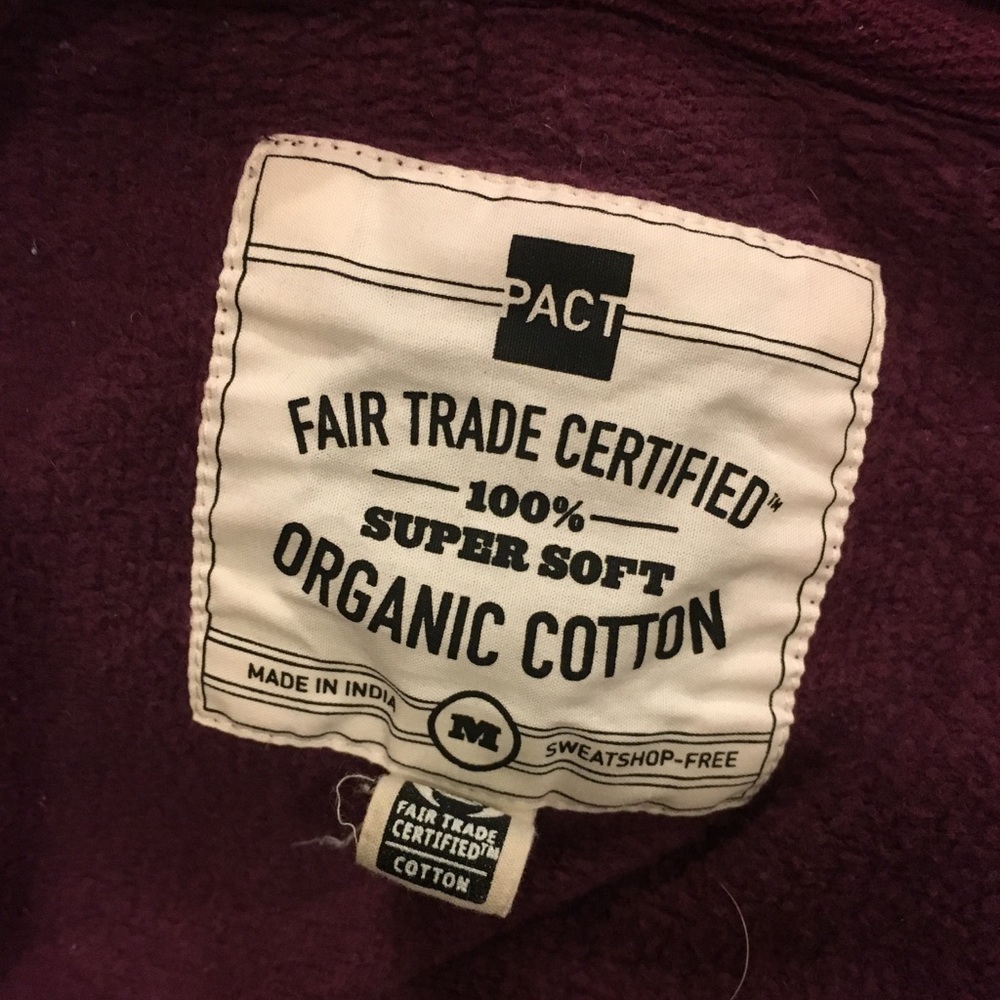 PACT
FAIR TRADE CERTIFIED™
100%
SUPER SOFT
ORGANIC COTTON
MADE IN INDIA
M
SWEATSHOP-FREE
FAIR TRADE
CERTIFIED™
COTTON